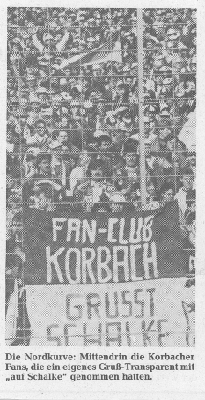 FAN-CLUB
KORBACH
GRÜSST
SCHALKE
Die Nordkurve: Mittendrin die Korbacher
Fans, die ein eigenes Gruß-Transparent mit
„auf Schalke“ genommen hatten.